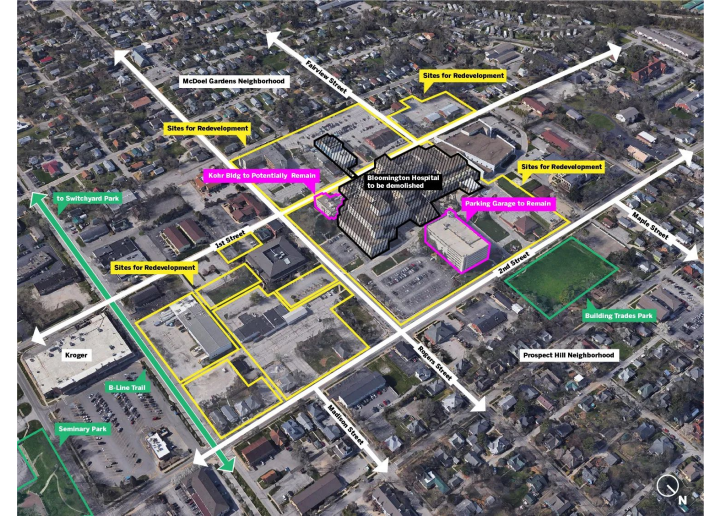 Fairview Street
Sites for Redevelopment
McDoel Gardens Neighborhood
Sites for Redevelopment
Bloomington Hospital
to be demolished
Sites for Redevelopment
Kohr Bldg to Potentially Remain
Parking Garage to Remain
to Switchyard Park
Maple Street
1st Street
2nd Street
Sites for Redevelopment
Building Trades Park
Kroger
Rogers Street
Prospect Hill Neighborhood
B-Line Trail
Madison Street
Seminary Park
N